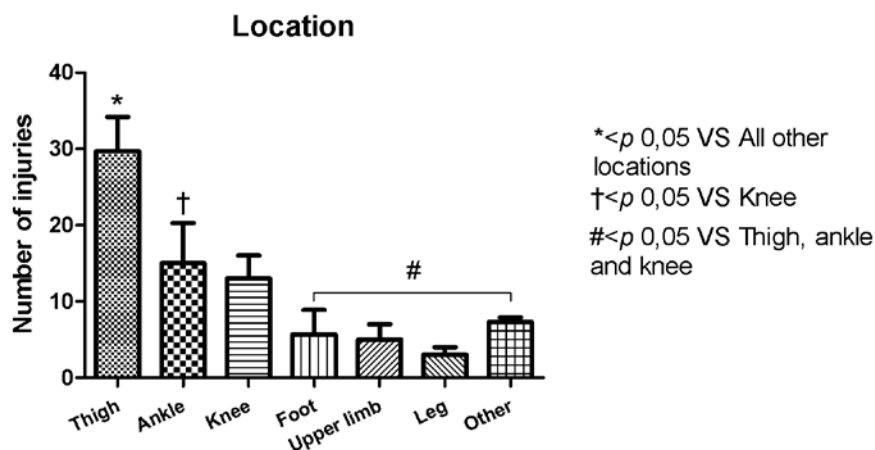 Location
Number of injuries
40
30
20
10
0
*
†
#
Thigh
Ankle
Knee
Foot
Upper limb
Leg
Other
*<p 0,05 VS All other
locations
†<p 0,05 VS Knee
#<p 0,05 VS Thigh, ankle
and knee